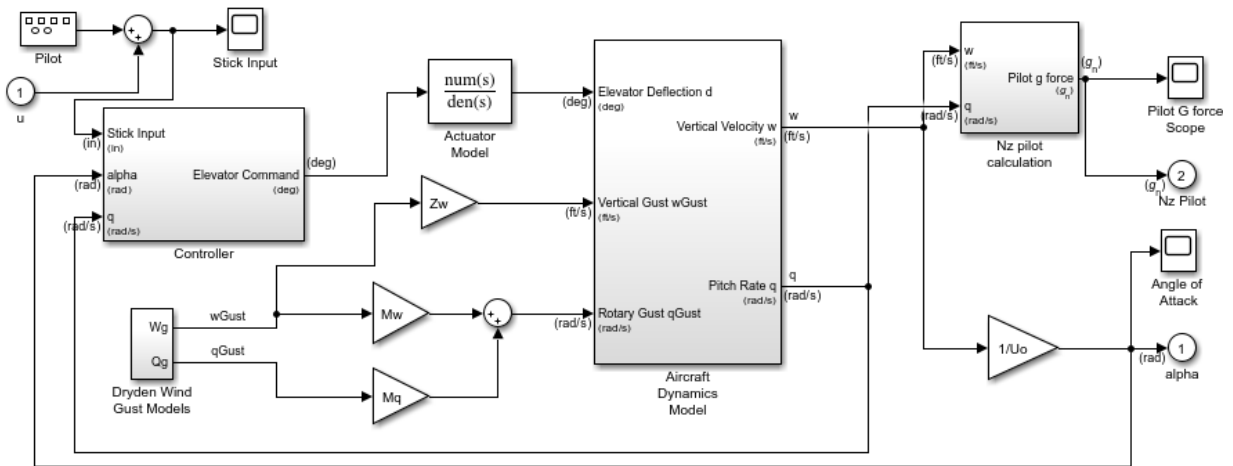 Pilot
+
+
Stick Input
1
u
Stick Input
(in)
(in)
alpha
(rad)
(rad)
q
(rad/s)
(rad/s)
Elevator Command
(deg)
(deg)
Controller
num(s)
den(s)
Actuator
Model
Zw
Wg
Qg
Dryden Wind
Gust Models
wGust
qGust
Mw
Mq
+
+
Elevator Deflection d
(deg)
(deg)
Vertical Velocity w
(ft/s)
w
(ft/s)
Vertical Gust wGust
(ft/s)
(ft/s)
Pitch Rate q
(rad/s)
q
(rad/s)
Rotary Gust qGust
(rad/s)
(rad/s)
Aircraft
Dynamics
Model
w
(ft/s)
(ft/s)
Pilot g force
(gn)
(gn)
q
(rad/s)
(rad/s)
Nz pilot
calculation
Pilot G force
Scope
2
(gn)
Nz Pilot
Angle of
Attack
1/Uo
1
(rad)
alpha